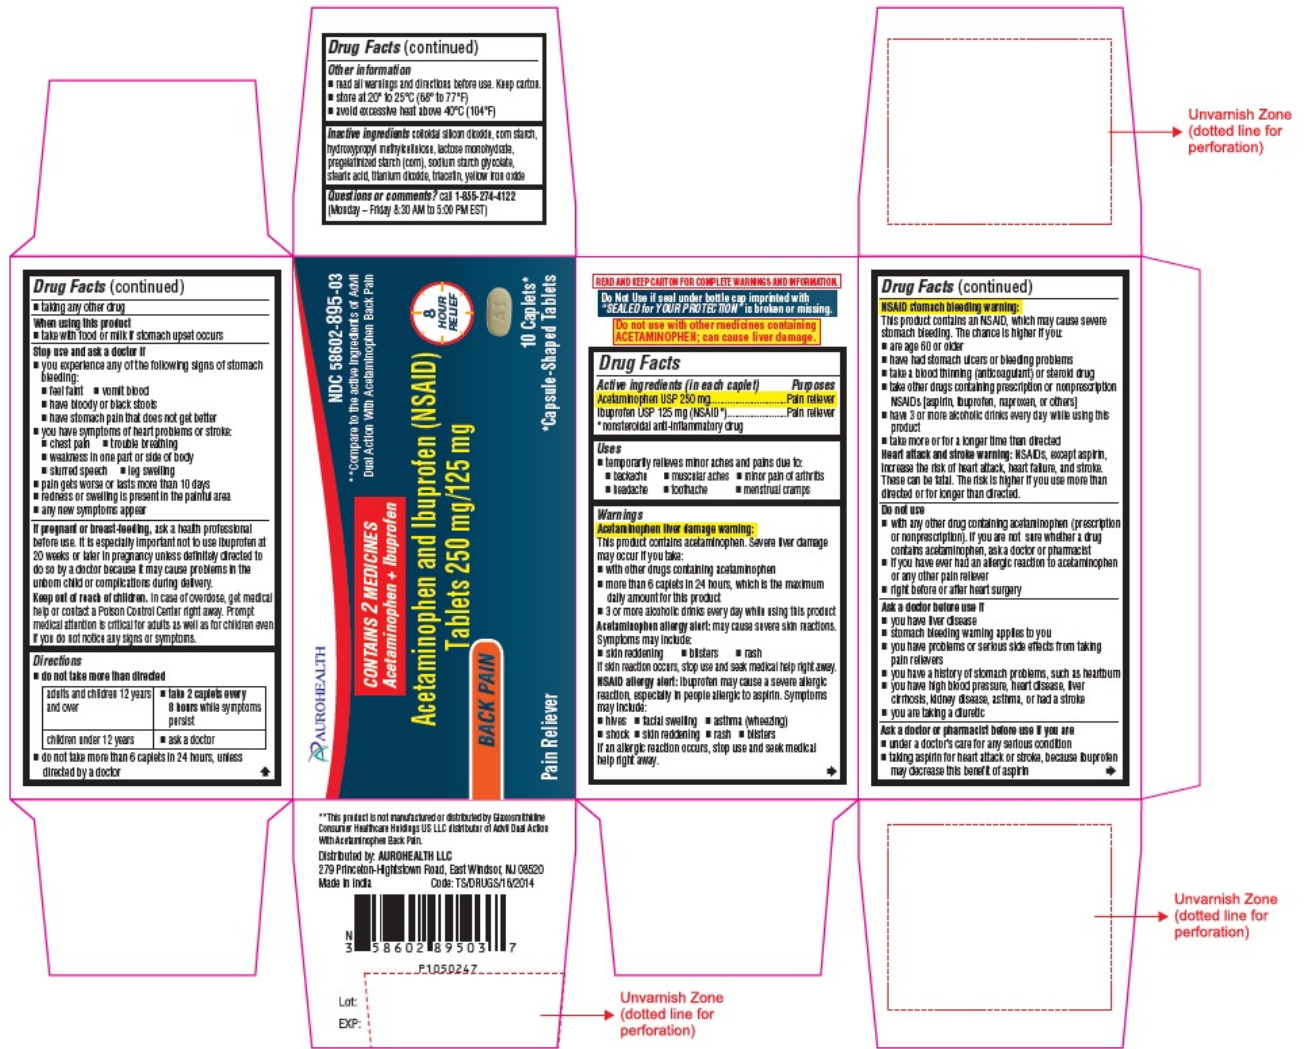 Drug Facts (continued)
Other information
■ read all warnings and directions before use. Keep carton.
■ store at 20° to 25°C (68° to 77°F)
■ avoid excessive heat above 40°C (104°F)
Inactive ingredients colloidal silicon dioxide, corn starch,
hydroxypropyl methylcellulose, lactose monohydrate,
pregelatinized starch (corn), sodium starch glycolate,
stearic acid, titanium dioxide, triacetin, yellow iron oxide
Questions or comments? call 1-855-274-4122
(Monday – Friday 8:30 AM to 5:00 PM EST)
Unvarnish Zone
(dotted line for
perforation)
Drug Facts (continued)
■ taking any other drug
When using this product
■ take with food or milk if stomach upset occurs
Stop use and ask a doctor if
■ you experience any of the following signs of stomach
bleeding:
■ feel faint ■ vomit blood
■ have bloody or black stools
■ have stomach pain that does not get better
■ you have symptoms of heart problems or stroke:
■ chest pain ■ trouble breathing
■ weakness in one part or side of body
■ slurred speech ■ leg swelling
■ pain gets worse or lasts more than 10 days
■ redness or swelling is present in the painful area
■ any new symptoms appear
If pregnant or breast-feeding, ask a health professional
before use. It is especially important not to use ibuprofen at
20 weeks or later in pregnancy unless definitely directed to
do so by a doctor because it may cause problems in the
unborn child or complications during delivery.
Keep out of reach of children. In case of overdose, get medical
help or contact a Poison Control Center right away. Prompt
medical attention is critical for adults as well as for children even
if you do not notice any signs or symptoms.
Directions
■ do not take more than directed
adults and children 12 years
and over
■ take 2 caplets every
8 hours while symptoms
persist
children under 12 years
■ ask a doctor
■ do not take more than 6 caplets in 24 hours, unless
directed by a doctor
NDC 58602-895-03
**Compare to the active ingredients of Advil
Dual Action With Acetaminophen Back Pain
AUROHEALTH
CONTAINS 2 MEDICINES
Acetaminophen + Ibuprofen
Acetaminophen and Ibuprofen (NSAID)
Tablets 250 mg/125 mg
8
HOUR
RELIEF
A1
BACK PAIN
Pain Reliever
10 Caplets*
*Capsule-Shaped Tablets
READ AND KEEP CARTON FOR COMPLETE WARNINGS AND INFORMATION.
Do Not Use if seal under bottle cap imprinted with
“SEALED for YOUR PROTECTION” is broken or missing.
Do not use with other medicines containing
ACETAMINOPHEN; can cause liver damage.
Drug Facts
Active ingredients (in each caplet) Purposes
Acetaminophen USP 250 mg..........................Pain reliever
Ibuprofen USP 125 mg (NSAID*)....................Pain reliever
*nonsteroidal anti-inflammatory drug
Uses
■ temporarily relieves minor aches and pains due to:
■ backache ■ muscular aches ■ minor pain of arthritis
■ headache ■ toothache ■ menstrual cramps
Warnings
Acetaminophen liver damage warning:
This product contains acetaminophen. Severe liver damage
may occur if you take:
■ with other drugs containing acetaminophen
■ more than 6 caplets in 24 hours, which is the maximum
daily amount for this product
■ 3 or more alcoholic drinks every day while using this product
Acetaminophen allergy alert: may cause severe skin reactions.
Symptoms may include:
■ skin reddening ■ blisters ■ rash
If skin reaction occurs, stop use and seek medical help right away.
NSAID allergy alert: Ibuprofen may cause a severe allergic
reaction, especially in people allergic to aspirin. Symptoms
may include:
■ hives ■ facial swelling ■ asthma (wheezing)
■ shock ■ skin reddening ■ rash ■ blisters
If an allergic reaction occurs, stop use and seek medical
help right away.
Drug Facts (continued)
NSAID stomach bleeding warning:
This product contains an NSAID, which may cause severe
stomach bleeding. The chance is higher if you:
■ are age 60 or older
■ have had stomach ulcers or bleeding problems
■ take a blood thinning (anticoagulant) or steroid drug
■ take other drugs containing prescription or nonprescription
NSAIDs [aspirin, ibuprofen, naproxen, or others]
■ have 3 or more alcoholic drinks every day while using this
product
■ take more or for a longer time than directed
Heart attack and stroke warning: NSAIDs, except aspirin,
increase the risk of heart attack, heart failure, and stroke.
These can be fatal. The risk is higher if you use more than
directed or for longer than directed.
Do not use
■ with any other drug containing acetaminophen (prescription
or nonprescription). If you are not sure whether a drug
contains acetaminophen, ask a doctor or pharmacist
■ if you have ever had an allergic reaction to acetaminophen
or any other pain reliever
■ right before or after heart surgery
Ask a doctor before use if
■ you have liver disease
■ stomach bleeding warning applies to you
■ you have problems or serious side effects from taking
pain relievers
■ you have a history of stomach problems, such as heartburn
■ you have high blood pressure, heart disease, liver
cirrhosis, kidney disease, asthma, or had a stroke
■ you are taking a diuretic
Ask a doctor or pharmacist before use if you are
■ under a doctor's care for any serious condition
■ taking aspirin for heart attack or stroke, because ibuprofen
may decrease this benefit of aspirin
**This product is not manufactured or distributed by Glaxosmithkline
Consumer Healthcare Holdings US LLC distributor of Advil Dual Action
With Acetaminophen Back Pain.
Distributed by: AUROHEALTH LLC
279 Princeton-Hightstown Road, East Windsor, NJ 08520
Made in India Code: TS/DRUGS/16/2014
N
3 58602 89503 7
P1050247
Lot:
EXP:
Unvarnish Zone
(dotted line for
perforation)
Unvarnish Zone
(dotted line for
perforation)